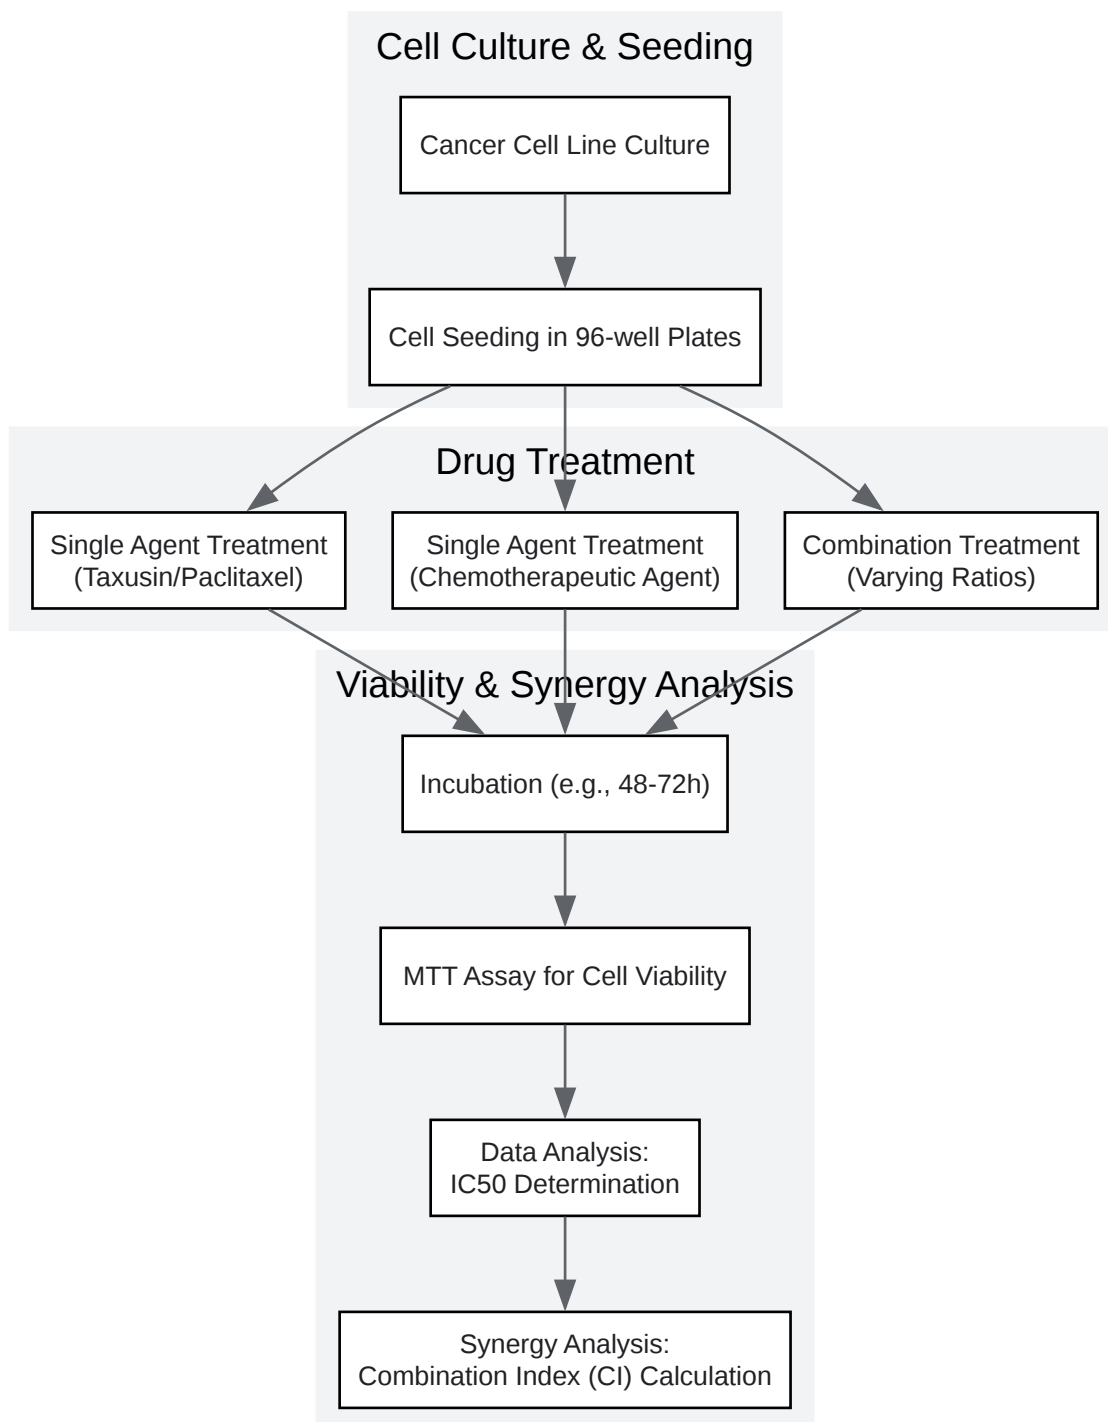 Cell Culture & Seeding
Cancer Cell Line Culture
Cell Seeding in 96-well Plates
Drug Treatment
Single Agent Treatment
(Taxusin/Paclitaxel)
Single Agent Treatment
(Chemotherapeutic Agent)
Combination Treatment
(Varying Ratios)
Viability & Synergy Analysis
Incubation (e.g., 48-72h)
MTT Assay for Cell Viability
Data Analysis:
IC50 Determination
Synergy Analysis:
Combination Index (CI) Calculation